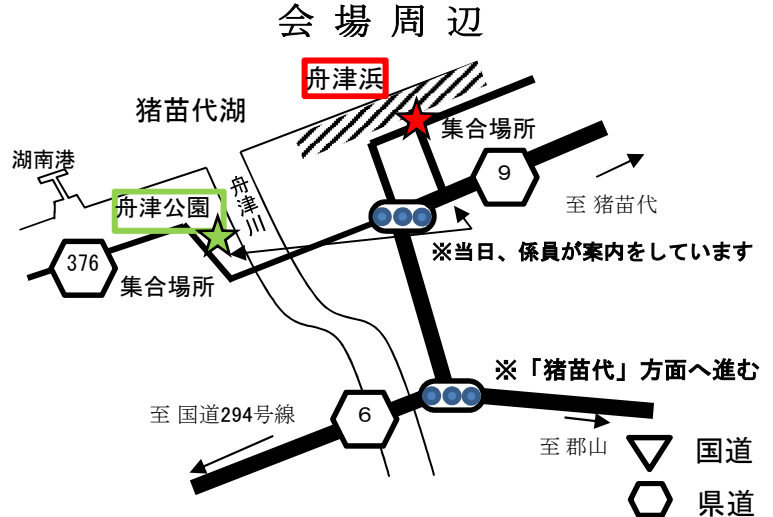 会場周辺
舟津浜
猪苗代湖
集合場所
湖南港
9
舟津公園
舟津川
至 猪苗代
※当日、係員が案内をしています
376
集合場所
※「猪苗代」方面へ進む
至 国道294号線
6
至 郡山
国道
県道